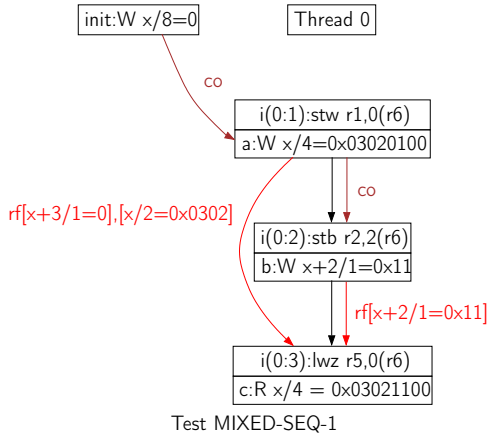 init:W x/8=0
Thread 0
co
i(0:1):stw r1,0(r6)
a:W x/4=0x03020100
rf[x+3/1=0],[x/2=0x0302]
co
i(0:2):stb r2,2(r6)
b:W x+2/1=0x11
rf[x+2/1=0x11]
i(0:3):lwz r5,0(r6)
c:R x/4 = 0x03021100
Test MIXED-SEQ-1